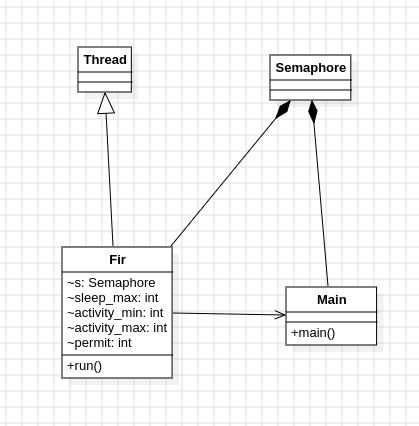 Thread
Semaphore
Fir
~s: Semaphore
~sleep_max: int
~activity_min: int
~activity_max: int
~permit: int
+run()
Main
+main()